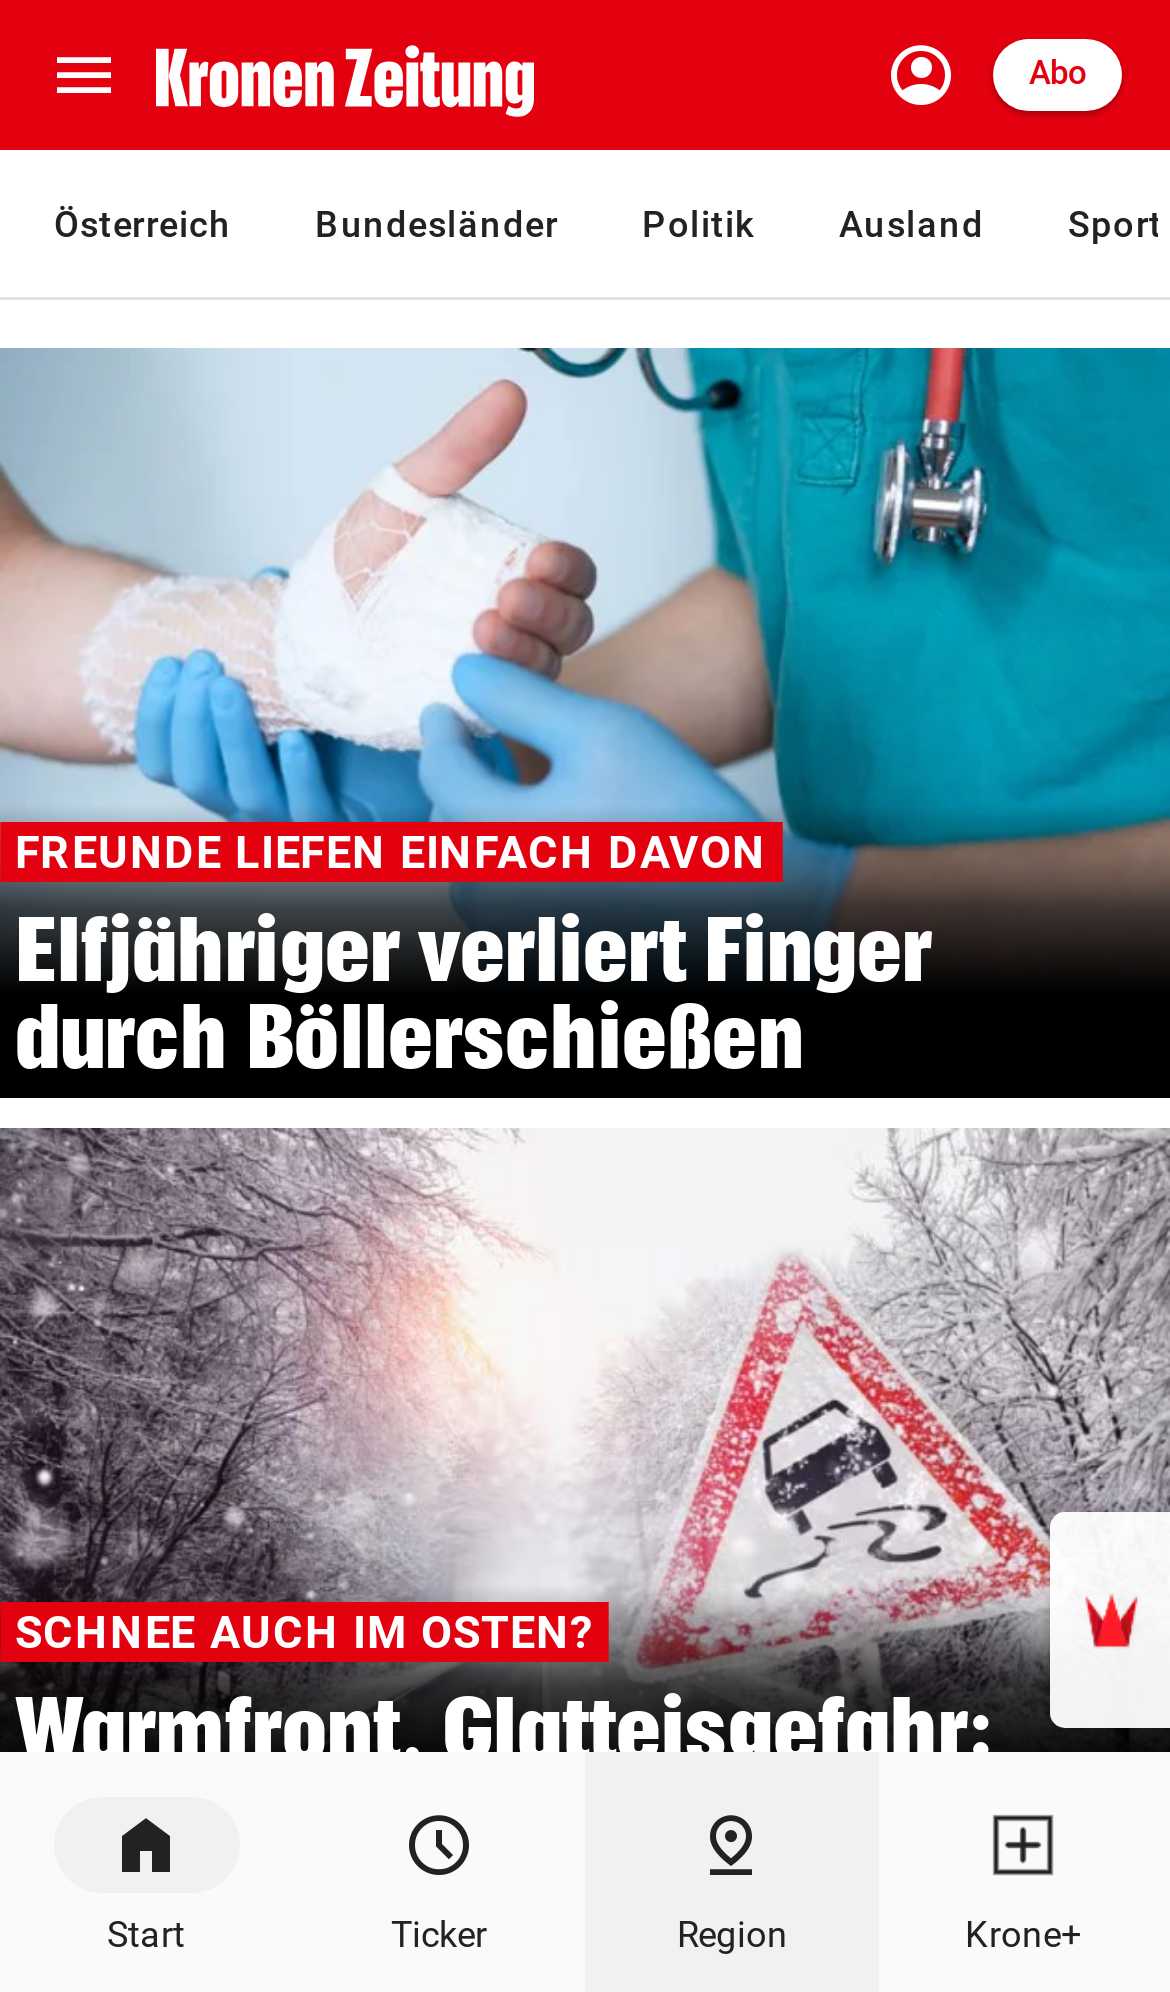 Kronen Zeitung
Abo
Österreich Bundesländer Politik Ausland Sport
FREUNDE LIEFEN EINFACH DAVON
Elfjähriger verliert Finger
durch Böllerschießen
SCHNEE AUCH IM OSTEN?
Warmfront, Glatteisgefahr:
Start Ticker Region Krone+